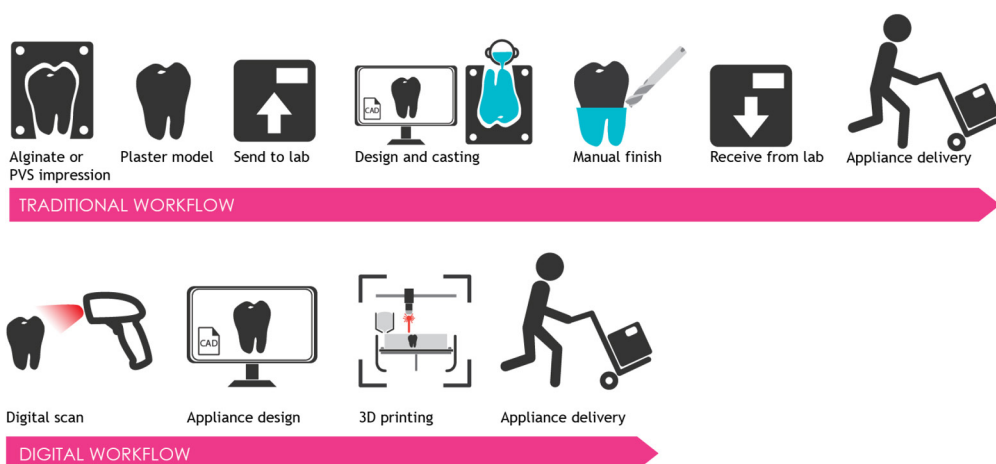 CAD
Alginate or
PVS impression
Plaster model
Send to lab
Design and casting
Manual finish
Receive from lab
Appliance delivery
TRADITIONAL WORKFLOW
CAD
Digital scan
Appliance design
3D printing
Appliance delivery
DIGITAL WORKFLOW